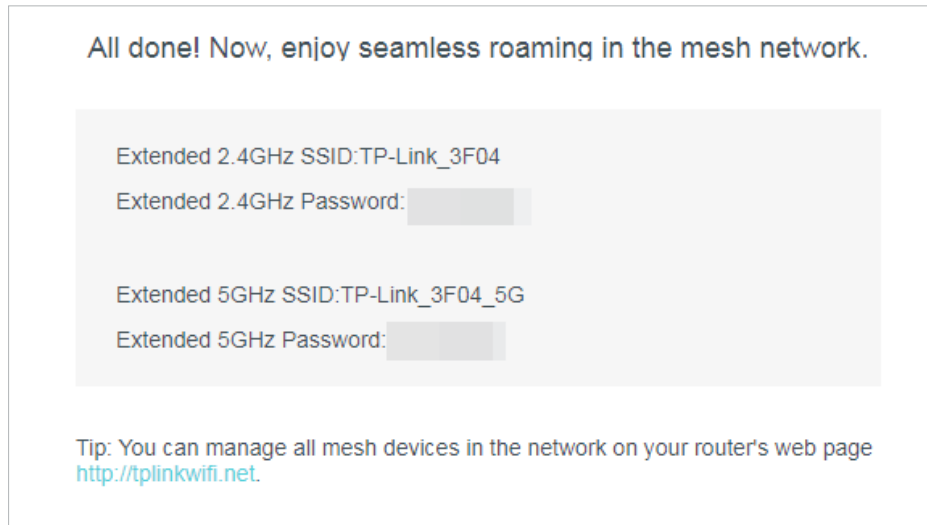 All done! Now, enjoy seamless roaming in the mesh network.
Extended 2.4GHz SSID:TP-Link_3F04
Extended 2.4GHz Password:
Extended 5GHz SSID:TP-Link_3F04_5G
Extended 5GHz Password:
Tip: You can manage all mesh devices in the network on your router's web page
http://tplinkwifi.net.